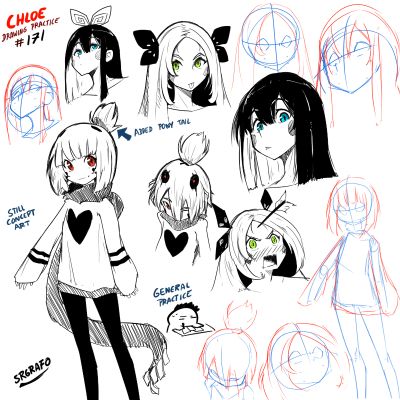 CHLOE
DRAWING PRACTICE
#171
ADDED PONY TAIL
STILL
CONCEPT
ART
GENERAL
PRACTICE
SRGRAFO